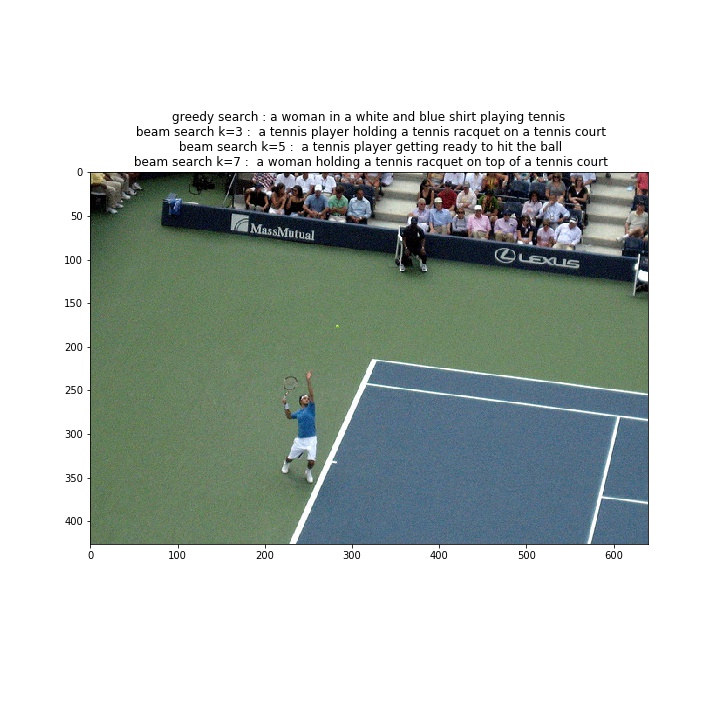 greedy search : a woman in a white and blue shirt playing tennis
beam search k=3 :  a tennis player holding a tennis racquet on a tennis court
beam search k=5 :  a tennis player getting ready to hit the ball
beam search k=7 :  a woman holding a tennis racquet on top of a tennis court
0
50
MassMutual
100
LEXUS
150
200
250
300
350
400
0 100 200 300 400 500 600